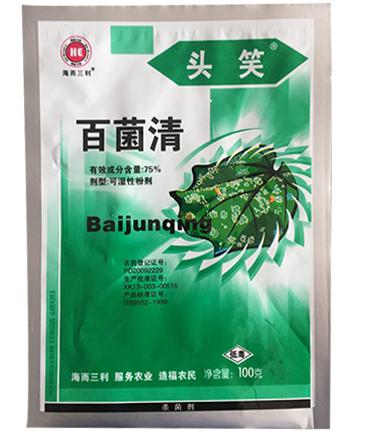 HE
海而三利®
头笑®
百菌清
有效成分含量:75%
剂型:可湿性粉剂
Baijunqing
农药登记证号:
PD20092229
生产批准证号:
XK13-003-00516
产品标准证号:
GB9552-1999
低毒
海而三利 服务农业 造福农民 净含量:100克
杀菌剂